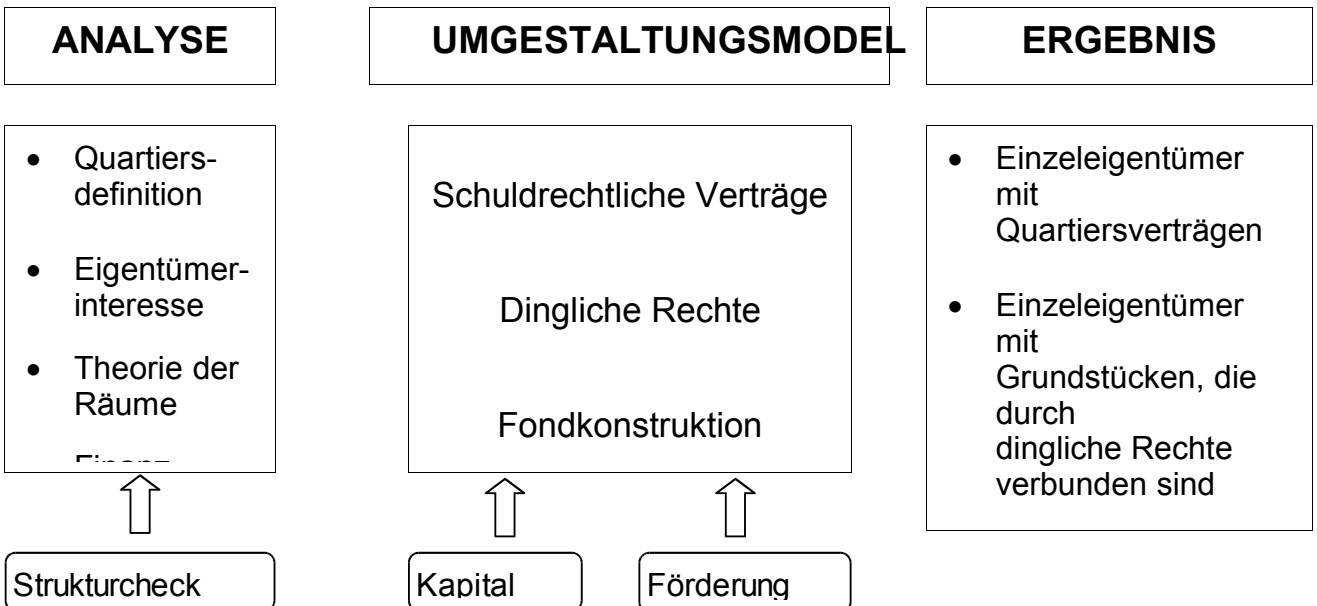 ANALYSE
UMGESTALTUNGSMODEL
ERGEBNIS
• Quartiers-
definition
• Eigentümer-
interesse
• Theorie der
Räume
Schuldrechtliche Verträge
Dingliche Rechte
Fondkonstruktion
• Einzeleigentümer
mit
Quartiersverträgen
• Einzeleigentümer
mit
Grundstücken, die
durch
dingliche Rechte
verbunden sind
Strukturcheck
Kapital
Förderung